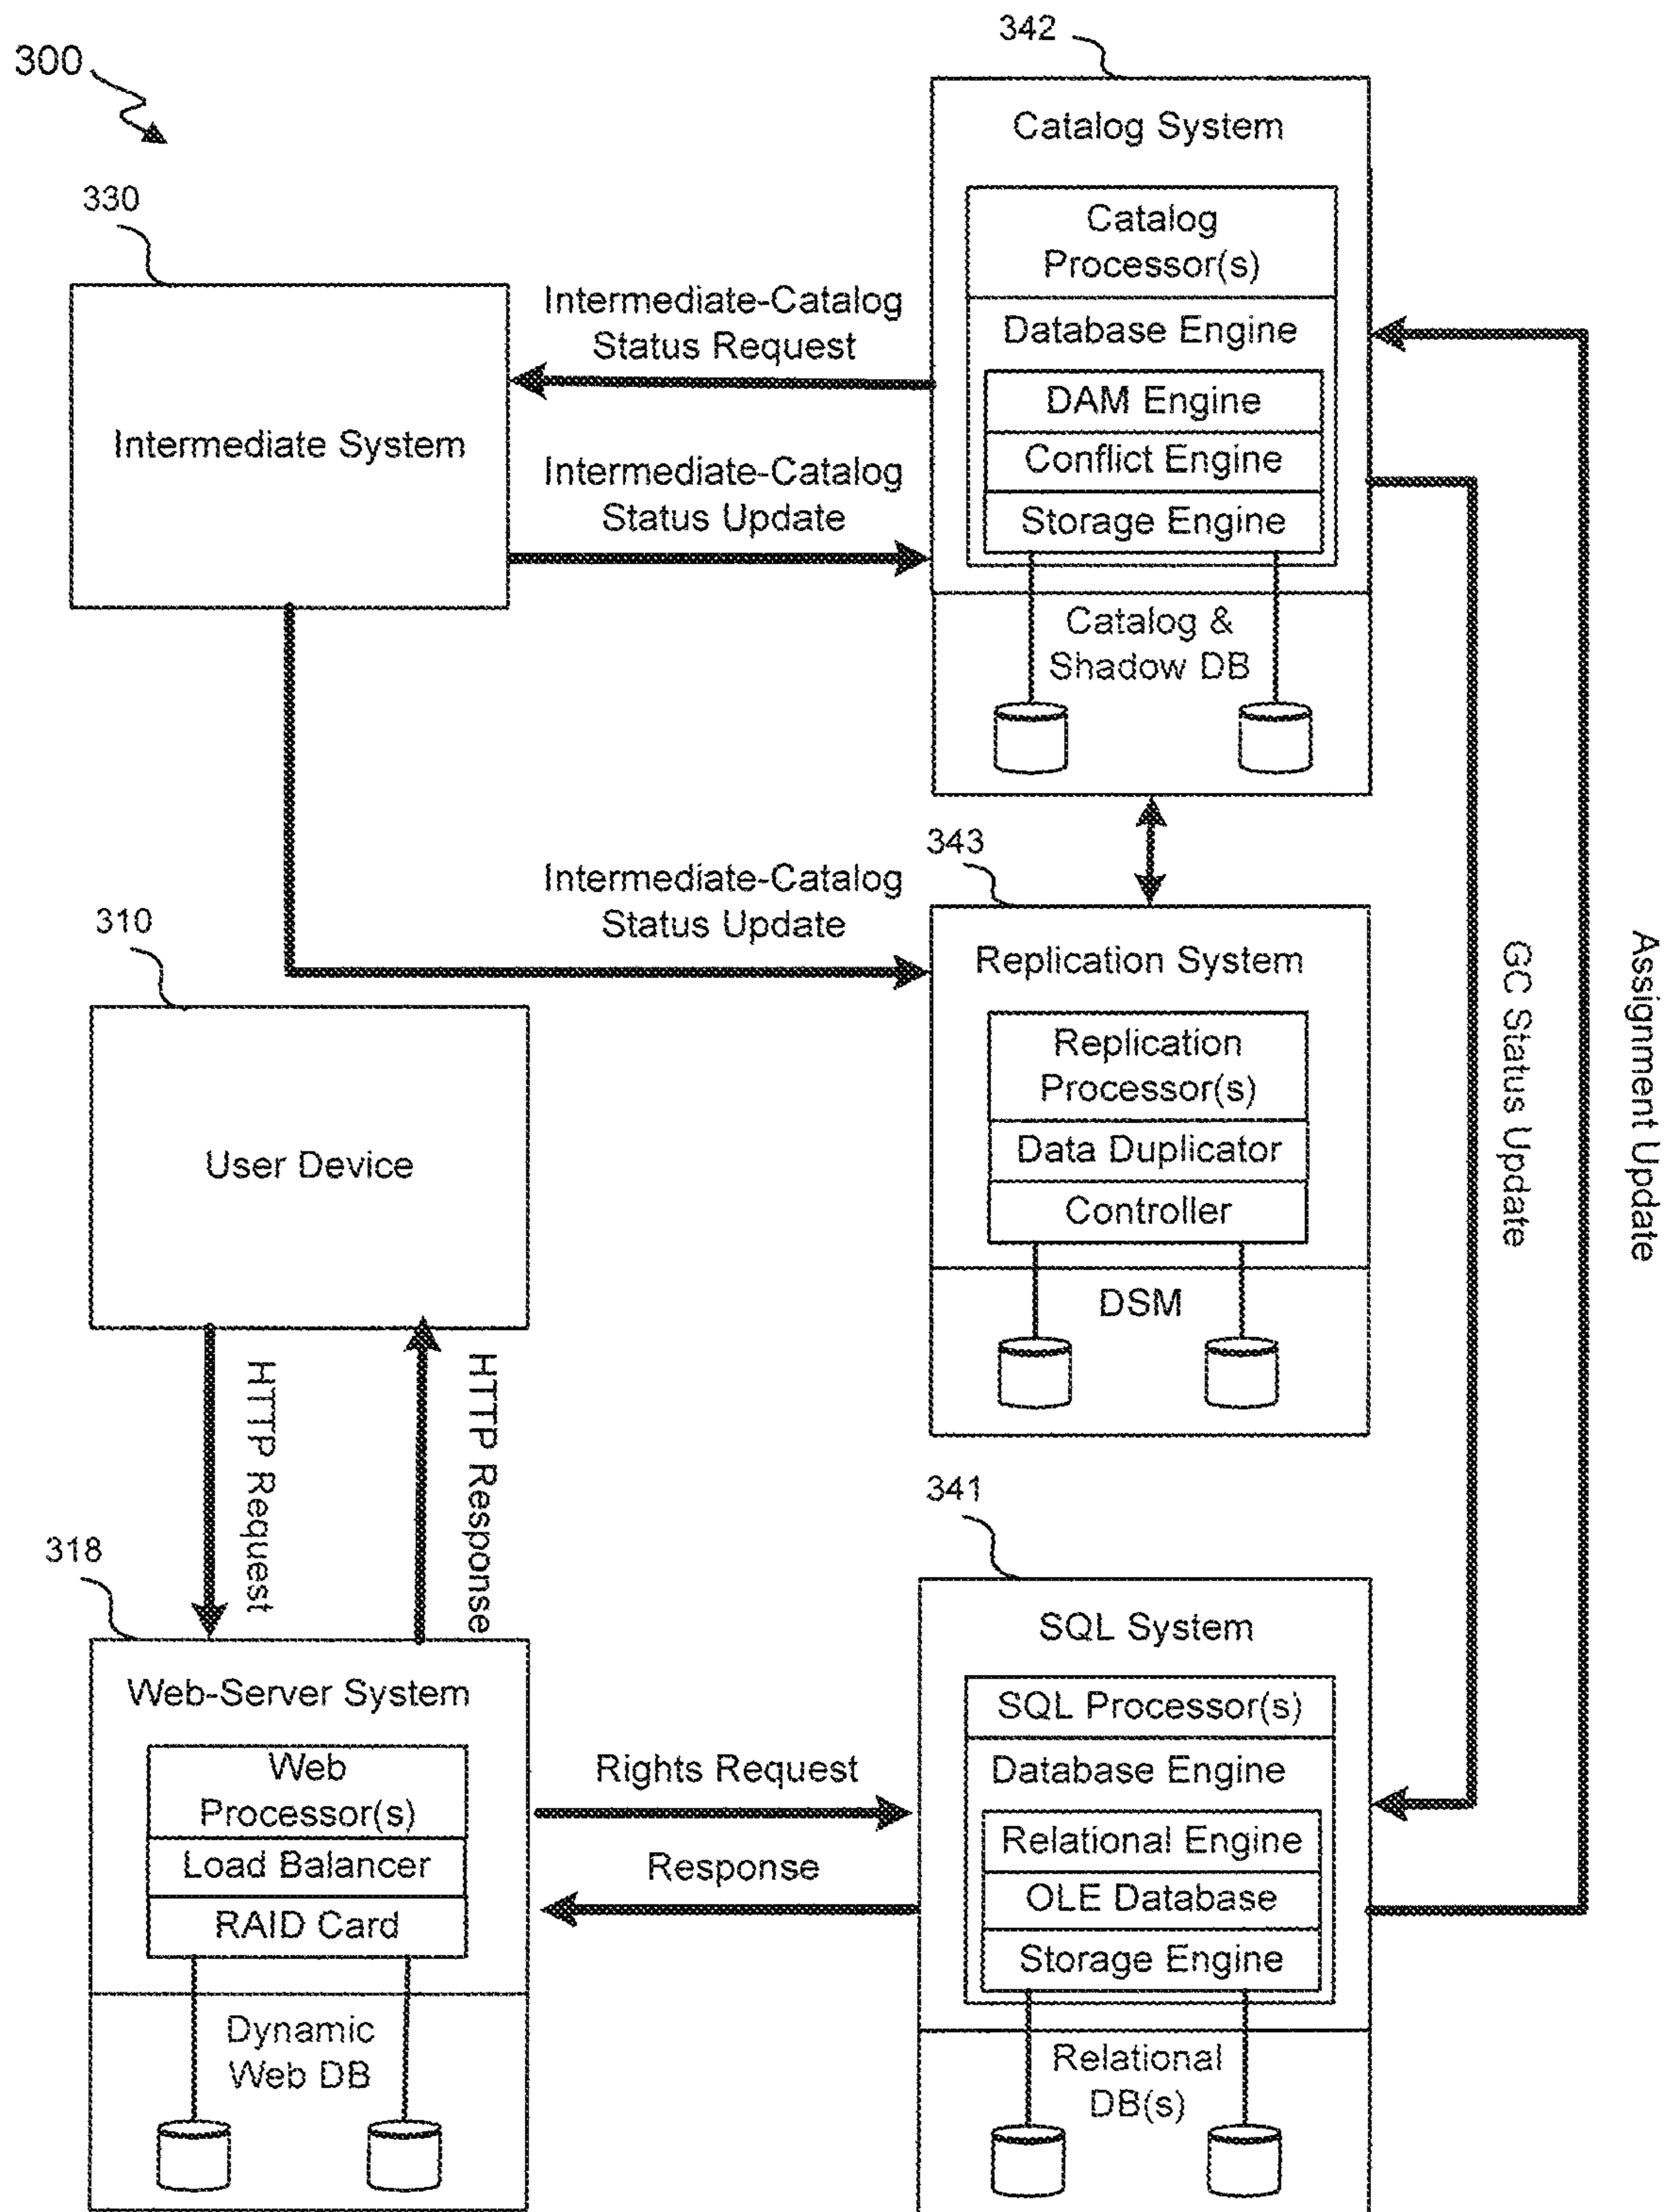 300
342
Catalog System
Catalog
Processor(s)
Database Engine
DAM Engine
Conflict Engine
Storage Engine
Catalog &
Shadow DB
330
Intermediate System
Intermediate-Catalog
Status Request
Intermediate-Catalog
Status Update
Intermediate-Catalog
Status Update
343
Replication System
Replication
Processor(s)
Data Duplicator
Controller
DSM
GC Status Update
Assignment Update
310
User Device
HTTP Request
HTTP Response
318
Web-Server System
Web
Processor(s)
Load Balancer
RAID Card
Dynamic
Web DB
Rights Request
Response
341
SQL System
SQL Processor(s)
Database Engine
Relational Engine
OLE Database
Storage Engine
Relational
DB(s)